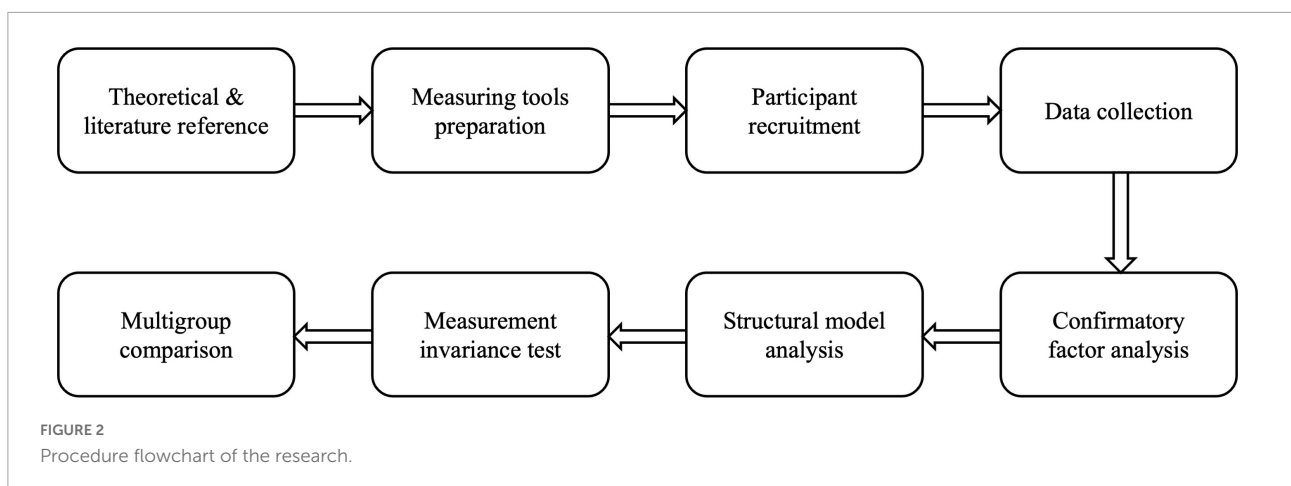 Theoretical &
literature reference
Measuring tools
preparation
Participant
recruitment
Data collection
Multigroup
comparison
Measurement
invariance test
Structural model
analysis
Confirmatory
factor analysis
FIGURE 2
Procedure flowchart of the research.